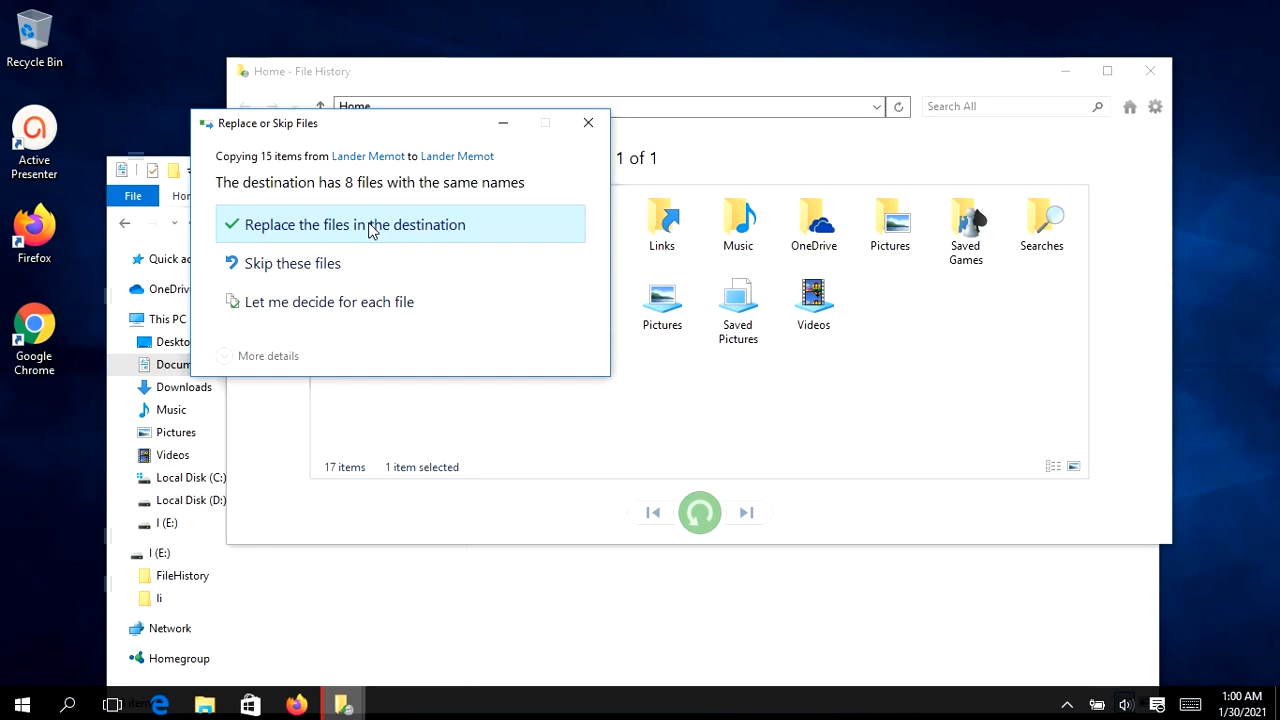 Recycle Bin
Active
Presenter
Firefox
Google
Chrome
Home - File History
Home
Search All
1 of 1
Links
Music
OneDrive
Pictures
Saved
Games
Searches
Pictures
Saved
Pictures
Videos
17 items
1 item selected
Replace or Skip Files
Copying 15 items from Lander Memot to Lander Memot
The destination has 8 files with the same names
Replace the files in the destination
Skip these files
Let me decide for each file
More details
File
Hom
Quick ac
OneDriv
This PC
Deskto
Docum
Downloads
Music
Pictures
Videos
Local Disk (C:)
Local Disk (D:)
I (E:)
I (E:)
FileHistory
Network
Homegroup
1:00 AM
1/30/2021